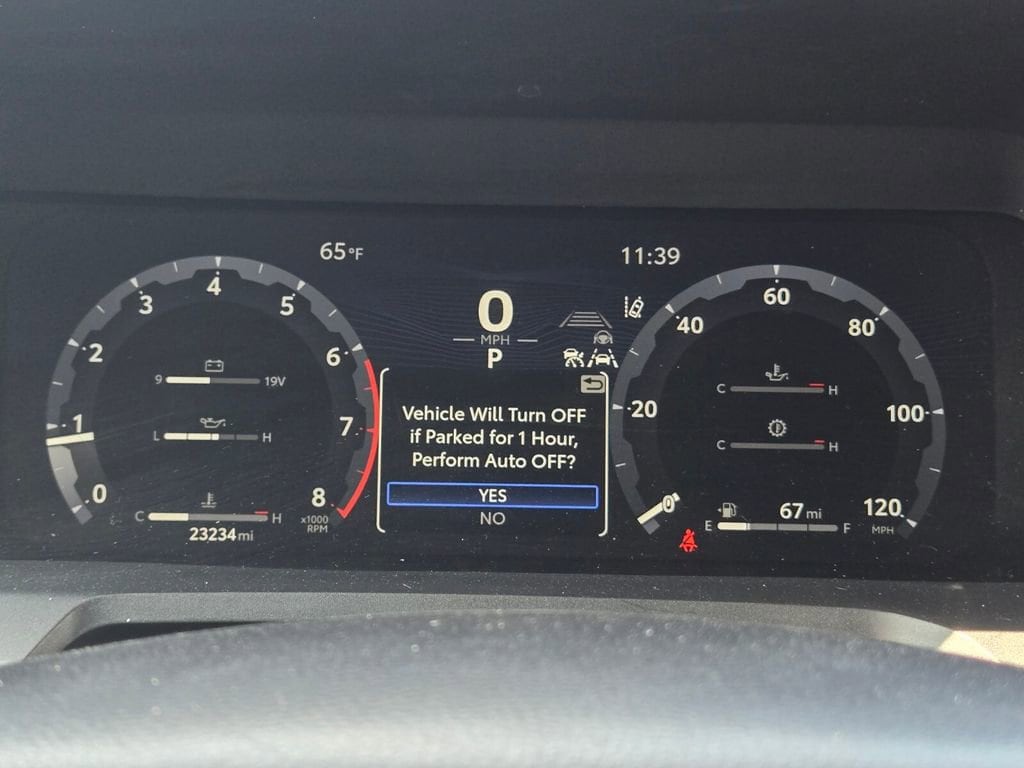 65°F
11:39
0
MPH
P
0
1
2
3
4
5
6
7
8
x1000
RPM
9 19V
L H
C H
23234 mi
Vehicle Will Turn OFF
if Parked for 1 Hour,
Perform Auto OFF?
YES
NO
0
20
40
60
80
100
120
MPH
C H
C H
67 mi
E F